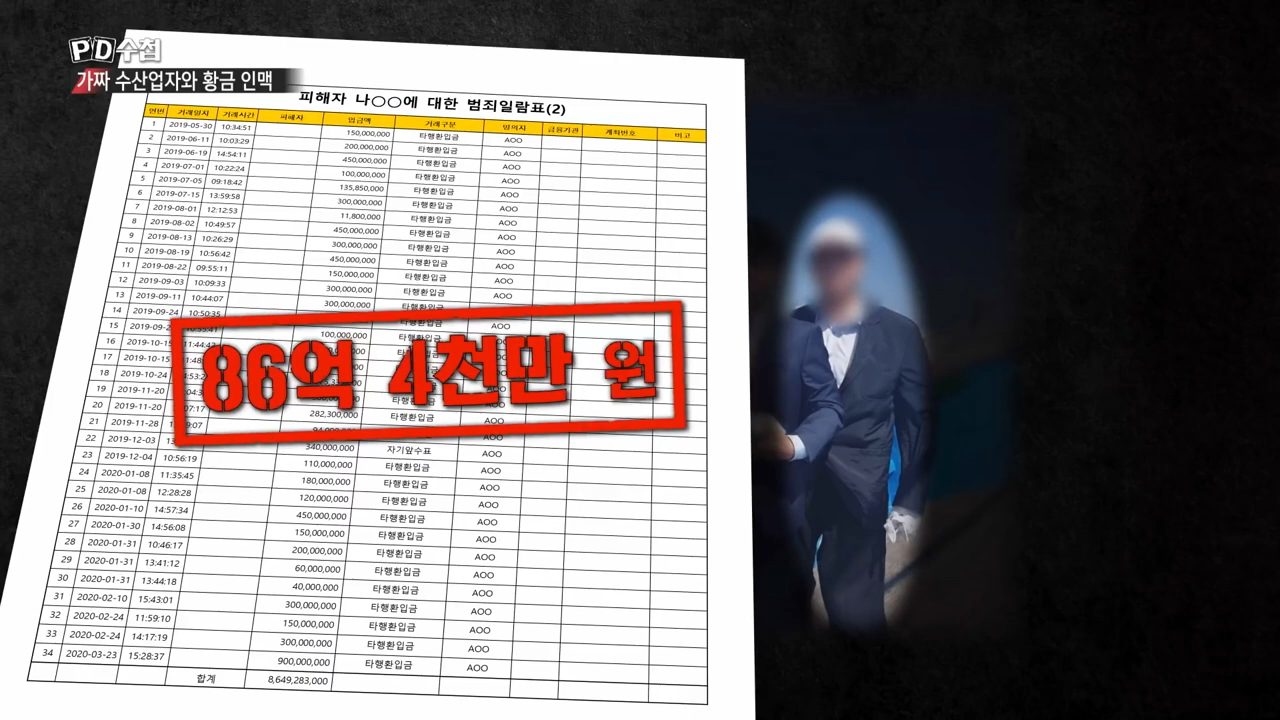 PD수첩
가짜 수산업자와 황금 인맥
피해자 나○○에 대한 범죄일람표(2)
연번 거래일자 거래시간 피해자 입금액 거래구분 명의자 금융기관 계좌번호 비고
1 2019-05-30 10:34:51 150,000,000 타행환입금 AOO
2 2019-06-11 10:03:29 200,000,000 타행환입금 AOO
3 2019-06-19 14:54:11 450,000,000 타행환입금 AOO
4 2019-07-01 10:22:24 100,000,000 타행환입금 AOO
5 2019-07-05 09:18:42 135,850,000 타행환입금 AOO
6 2019-07-15 13:59:58 300,000,000 타행환입금 AOO
7 2019-08-01 12:12:53 11,800,000 타행환입금 AOO
8 2019-08-02 10:49:57 450,000,000 타행환입금 AOO
9 2019-08-13 10:26:29 300,000,000 타행환입금 AOO
10 2019-08-19 10:56:42 450,000,000 타행환입금 AOO
11 2019-08-22 09:55:11 150,000,000 타행환입금 AOO
12 2019-09-03 10:09:33 300,000,000 타행환입금 AOO
13 2019-09-11 10:44:07 300,000,000 타행환입금
14 2019-09-24 10:50:35 타행환입금 AOO
15 100,000,000 타행환입금
16
17 2019-10-15
18 2019-10-24
19 2019-11-20
20 2019-11-20 282,300,000 타행환입금 AOO
21 2019-11-28 AOO
22 2019-12-03 340,000,000 자기앞수표 AOO
23 2019-12-04 10:56:19 110,000,000 타행환입금 AOO
24 2020-01-08 11:35:45 180,000,000 타행환입금 AOO
25 2020-01-08 12:28:28 120,000,000 타행환입금 AOO
26 2020-01-10 14:57:34 450,000,000 타행환입금 AOO
27 2020-01-30 14:56:08 150,000,000 타행환입금 AOO
28 2020-01-31 10:46:17 200,000,000 타행환입금 AOO
29 2020-01-31 13:41:12 60,000,000 타행환입금 AOO
30 2020-01-31 13:44:18 40,000,000 타행환입금 AOO
31 2020-02-10 15:43:01 300,000,000 타행환입금 AOO
32 2020-02-24 11:59:10 150,000,000 타행환입금 AOO
33 2020-02-24 14:17:19 300,000,000 타행환입금 AOO
34 2020-03-23 15:28:37 900,000,000 타행환입금 AOO
합계 8,649,283,000
86억 4천만 원